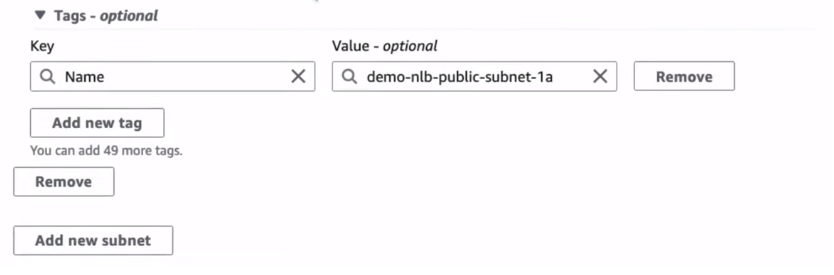 ▼ Tags - optional
Key Value - optional
Name demo-nlb-public-subnet-1a Remove
Add new tag
You can add 49 more tags.
Remove
Add new subnet